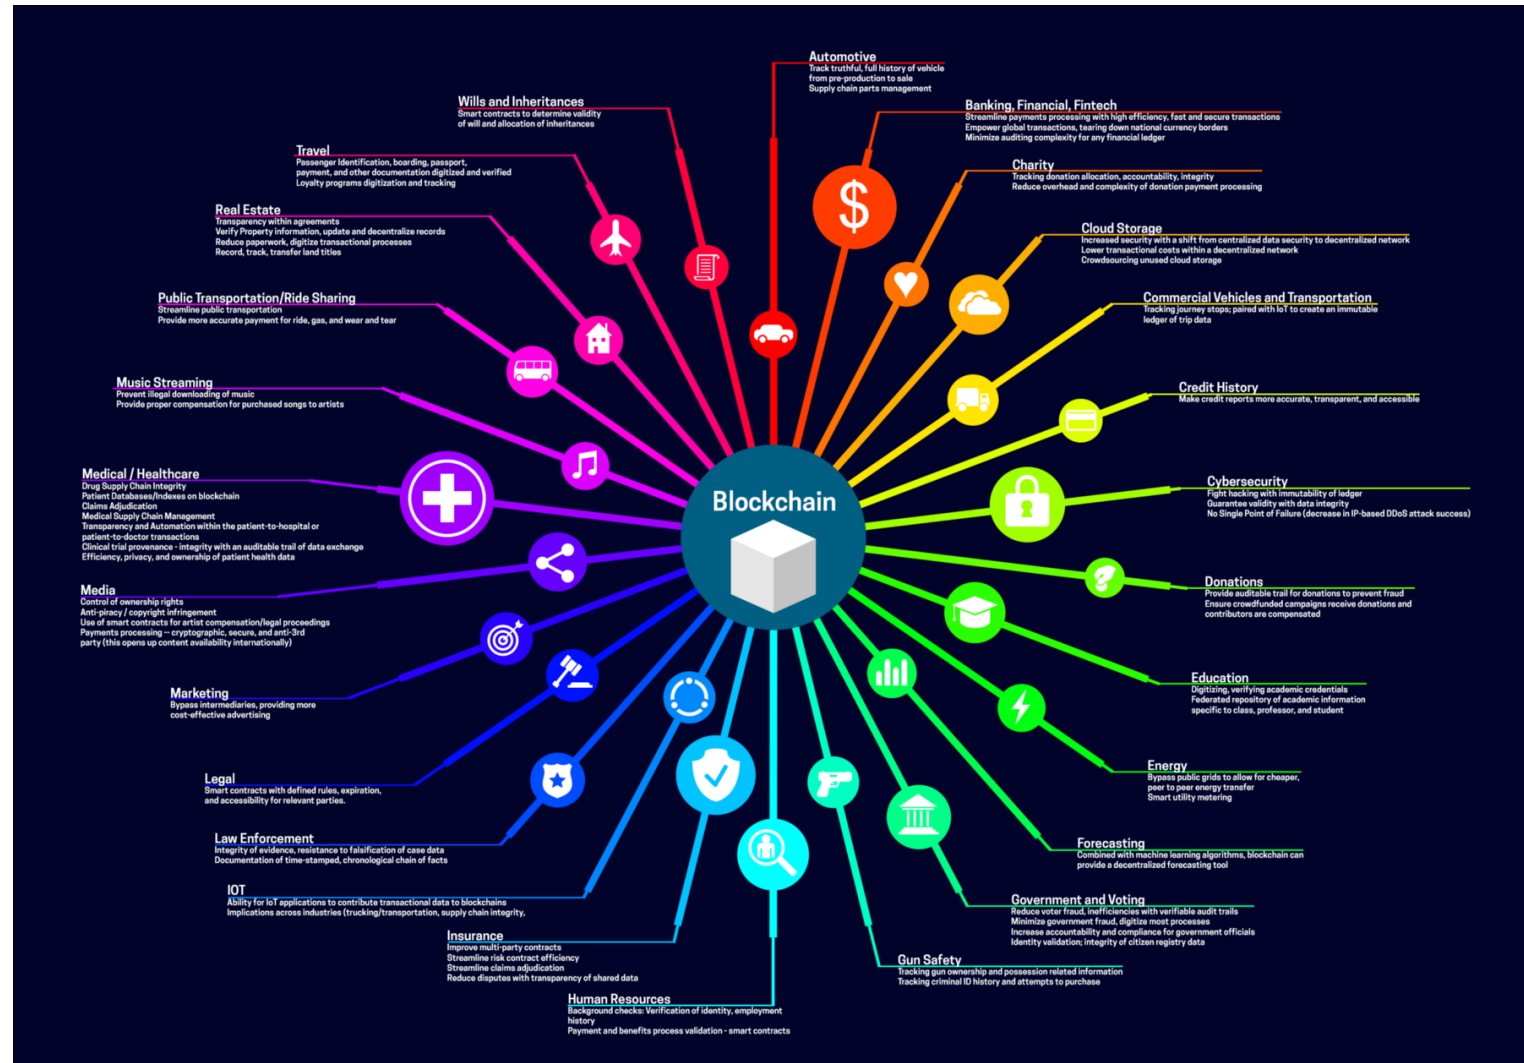 Blockchain
Automotive
Track truthful, full history of vehicle
from pre-production to sale
Supply chain parts management
Banking, Financial, Fintech
Streamline payments processing with high efficiency, fast and secure transactions
Empower global transactions, tearing down national currency borders
Minimize auditing complexity for any financial ledger
Charity
Tracking donation allocation, accountability, integrity
Reduce overhead and complexity of donation payment processing
Cloud Storage
Increased security with a shift from centralized data security to decentralized network
Lower transactional costs within a decentralized network
Crowdsourcing unused cloud storage
Commercial Vehicles and Transportation
Tracking journey stops; paired with IoT to create an immutable
ledger of trip data
Credit History
Make credit reports more accurate, transparent, and accessible
Cybersecurity
Fight hacking with immutability of ledger
Guarantee validity with data integrity
No Single Point of Failure (decrease in IP-based DDoS attack success)
Donations
Provide auditable trail for donations to prevent fraud
Ensure crowdfunded campaigns receive donations and
contributors are compensated
Education
Digitizing, verifying academic credentials
Federated repository of academic information
specific to class, professor, and student
Energy
Bypass public grids to allow for cheaper,
peer to peer energy transfer
Smart utility metering
Forecasting
Combined with machine learning algorithms, blockchain can
provide a decentralized forecasting tool
Government and Voting
Reduce voter fraud, inefficiencies with verifiable audit trails
Minimize government fraud, digitize most processes
Increase accountability and compliance for government officials
Identity validation; integrity of citizen registry data
Gun Safety
Tracking gun ownership and possession related information
Tracking criminal ID history and attempts to purchase
Human Resources
Background checks: Verification of identity, employment
history
Payment and benefits process validation - smart contracts
Insurance
Improve multi-party contracts
Streamline risk contract efficiency
Streamline claims adjudication
Reduce disputes with transparency of shared data
IOT
Ability for IoT applications to contribute transactional data to blockchains
Implications across industries (trucking/transportation, supply chain integrity,
Law Enforcement
Integrity of evidence, resistance to falsification of case data
Documentation of time-stamped, chronological chain of facts
Legal
Smart contracts with defined rules, expiration,
and accessibility for relevant parties.
Marketing
Bypass intermediaries, providing more
cost-effective advertising
Media
Control of ownership rights
Anti-piracy / copyright infringement
Use of smart contracts for artist compensation/legal proceedings
Payments processing -- cryptographic, secure, and anti-3rd
party (this opens up content availability internationally)
Medical / Healthcare
Drug Supply Chain Integrity
Patient Databases/Indexes on blockchain
Claims Adjudication
Medical Supply Chain Management
Transparency and Automation within the patient-to-hospital or
patient-to-doctor transactions
Clinical trial provenance - integrity with an auditable trail of data exchange
Efficiency, privacy, and ownership of patient health data
Music Streaming
Prevent illegal downloading of music
Provide proper compensation for purchased songs to artists
Public Transportation/Ride Sharing
Streamline public transportation
Provide more accurate payment for ride, gas, and wear and tear
Real Estate
Transparency within agreements
Verify Property information, update and decentralize records
Reduce paperwork, digitize transactional processes
Record, track, transfer land titles
Travel
Passenger Identification, boarding, passport,
payment, and other documentation digitized and verified
Loyalty programs digitization and tracking
Wills and Inheritances
Smart contracts to determine validity
of will and allocation of inheritances
$